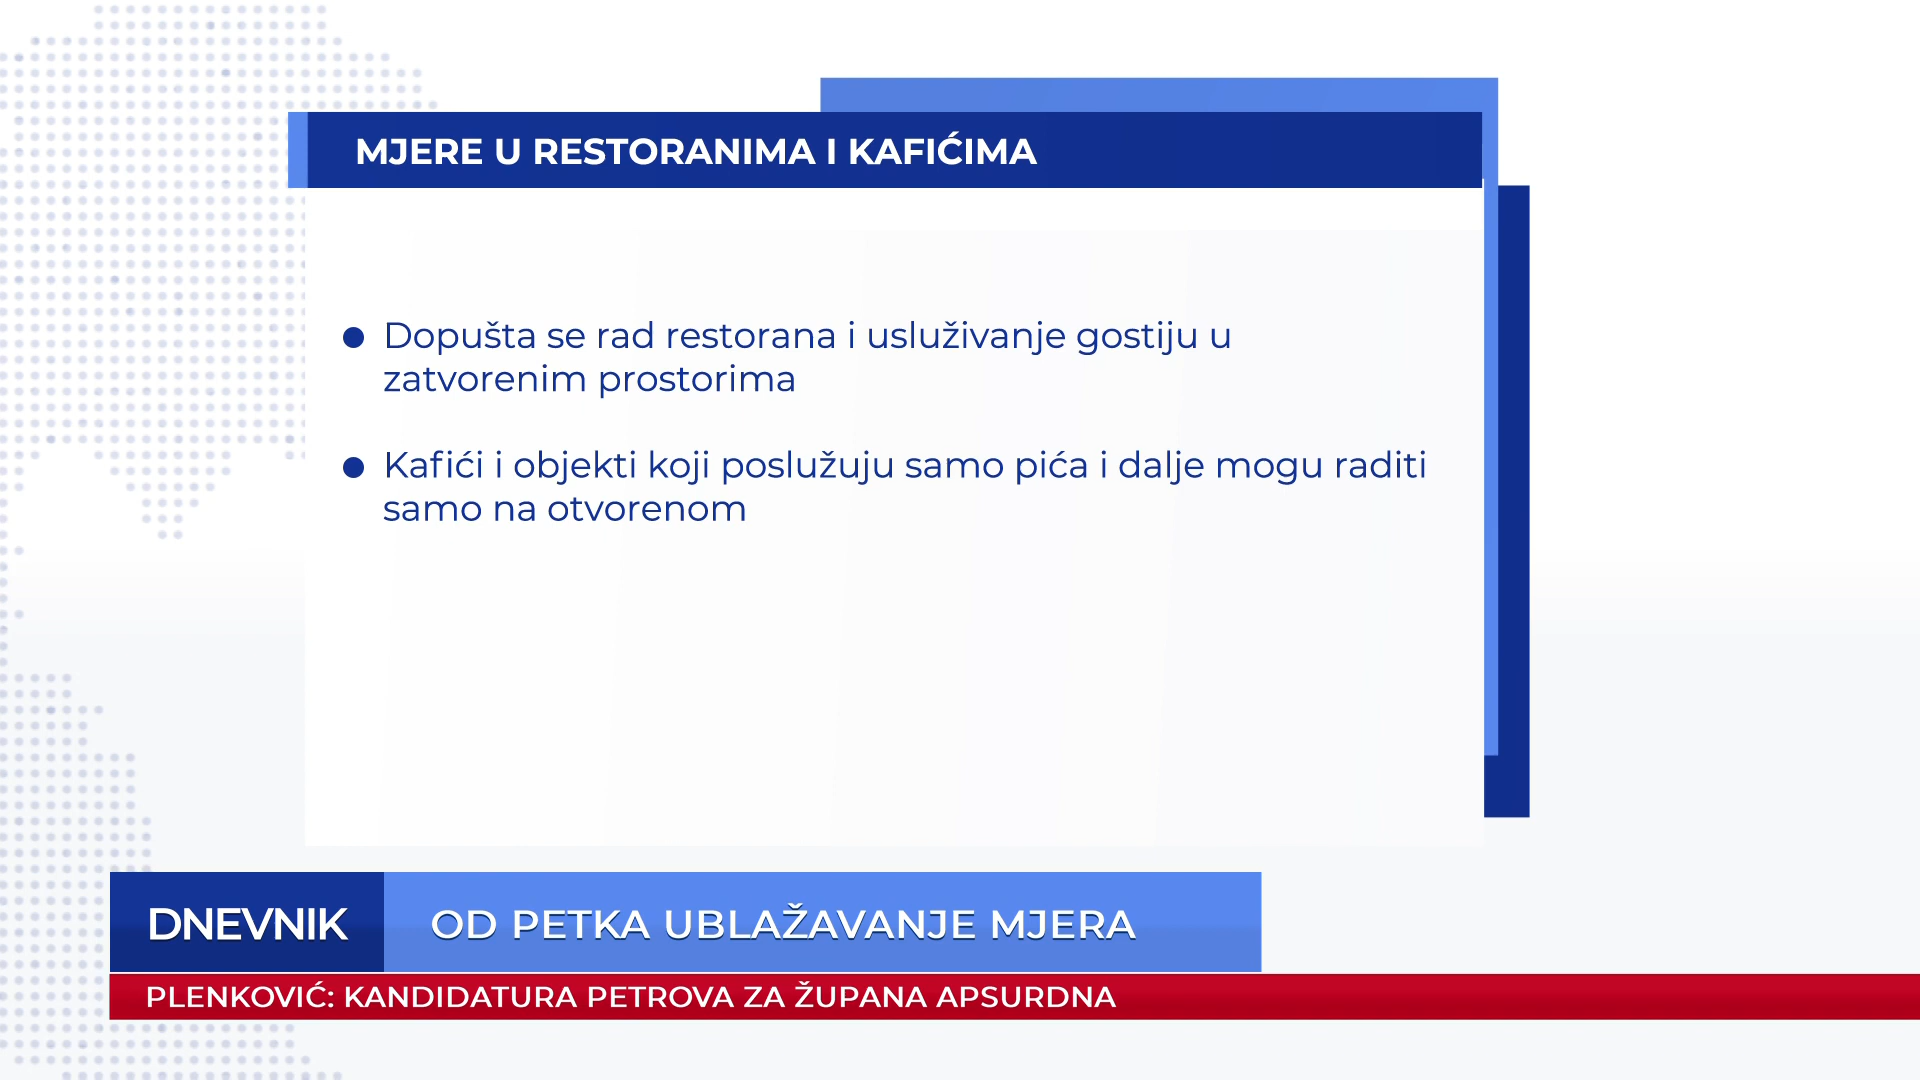 MJERE U RESTORANIMA I KAFIĆIMA
Dopušta se rad restorana i usluživanje gostiju u
zatvorenim prostorima
Kafići i objekti koji poslužuju samo pića i dalje mogu raditi
samo na otvorenom
DNEVNIK
OD PETKA UBLAŽAVANJE MJERA
PLENKOVIĆ: KANDIDATURA PETROVA ZA ŽUPANA APSURDNA